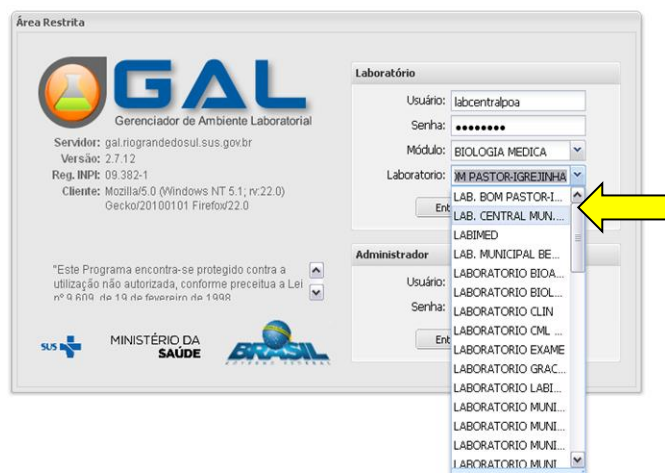 Área Restrita
GAL
Gerenciador de Ambiente Laboratorial
Servidor: gal.riograndedosul.sus.gov.br
Versão: 2.7.12
Reg. INPI: 09.382-1
Cliente: Mozilla/5.0 (Windows NT 5.1; rv:22.0)
Gecko/20100101 Firefox/22.0
"Este Programa encontra-se protegido contra a
utilização não autorizada, conforme preceitua a Lei
nº 9.609, de 19 de fevereiro de 1998
SUS
MINISTÉRIO DA
SAÚDE
BRASIL
GOVERNO FEDERAL
Laboratório
Usuário: labcentralpoa
Senha: ●●●●●●●●
Módulo: BIOLOGIA MEDICA
Laboratorio: PASTOR-IGREJINHA
LAB. BOM PASTOR-I...
LAB. CENTRAL MUN....
LABIMED
LAB. MUNICIPAL BE...
LABORATORIO BIOA...
LABORATORIO BIOL...
LABORATORIO CLIN
LABORATORIO CML ...
LABORATORIO EXAME
LABORATORIO GRAC...
LABORATORIO LABI...
LABORATORIO MUNI...
LABORATORIO MUNI...
LABORATORIO MUNI...
LABORATORIO MUNI
Ent
Administrador
Usuário:
Senha:
Ent